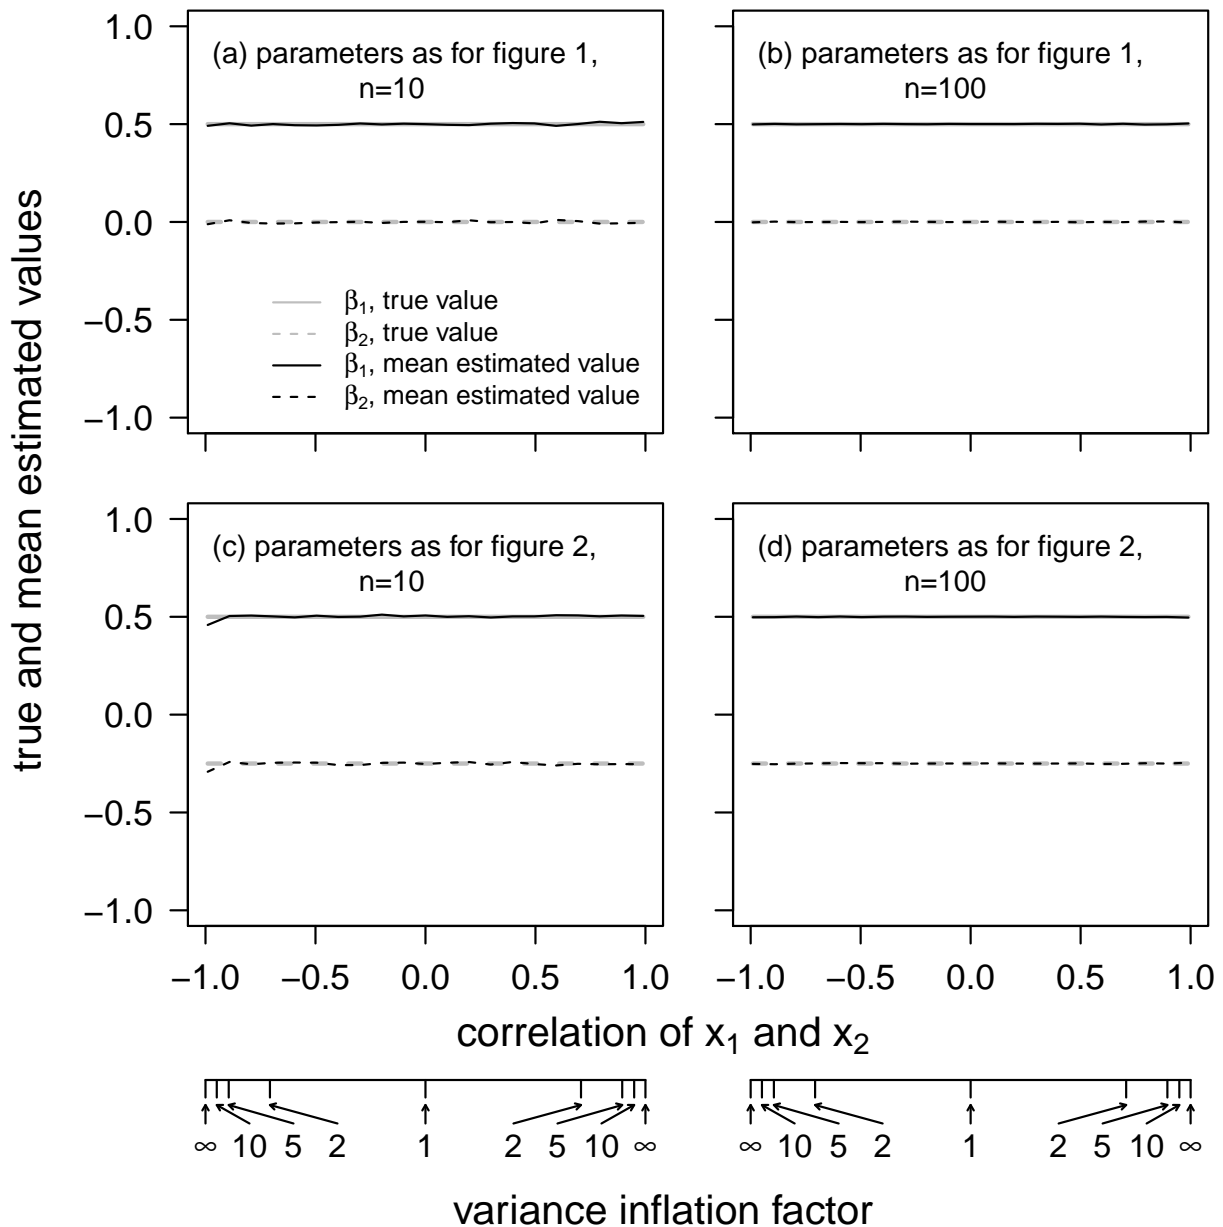 true and mean estimated values
1.0
0.5
0.0
−0.5
−1.0
(a) parameters as for figure 1,
n=10
β1, true value
β2, true value
β1, mean estimated value
β2, mean estimated value
(b) parameters as for figure 1,
n=100
1.0
0.5
0.0
−0.5
−1.0
(c) parameters as for figure 2,
n=10
(d) parameters as for figure 2,
n=100
−1.0 −0.5 0.0 0.5 1.0 −1.0 −0.5 0.0 0.5 1.0
correlation of x1 and x2
∞ 10 5 2 1 2 5 10 ∞ ∞ 10 5 2 1 2 5 10 ∞
variance inflation factor